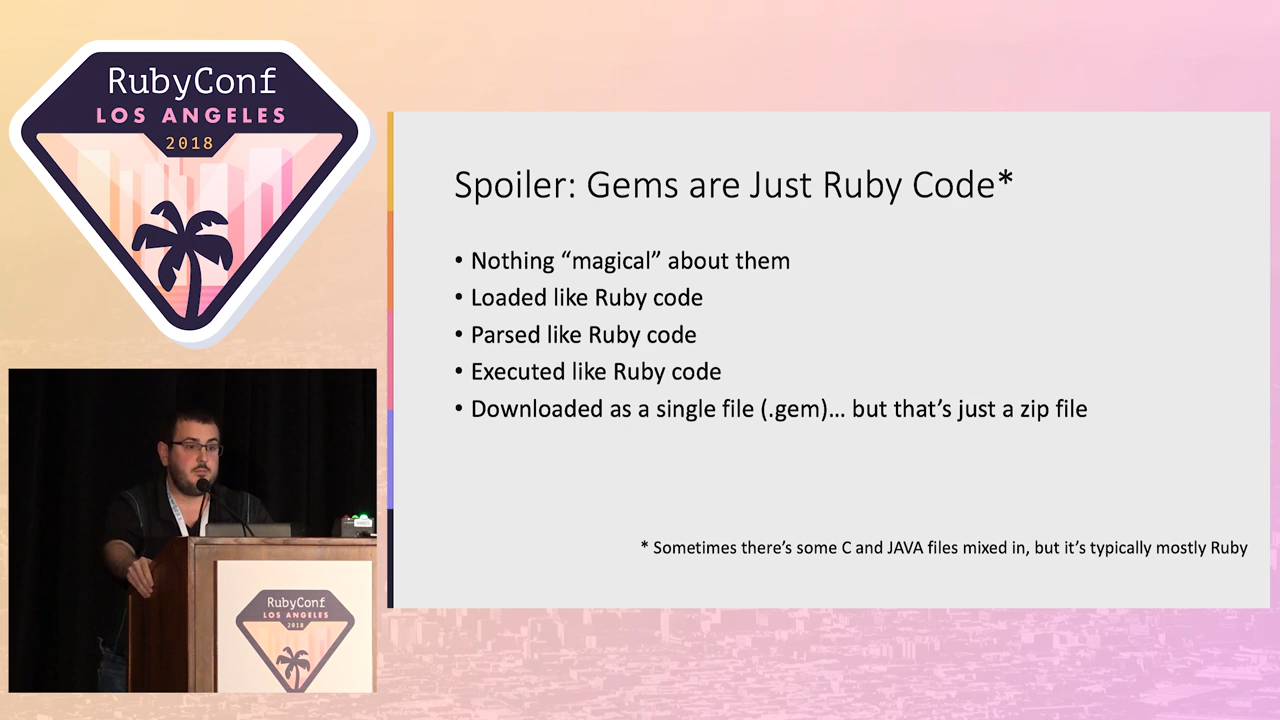 RubyConf
LOS ANGELES
2018
Spoiler: Gems are Just Ruby Code*
• Nothing “magical” about them
• Loaded like Ruby code
• Parsed like Ruby code
• Executed like Ruby code
• Downloaded as a single file (.gem)… but that’s just a zip file
* Sometimes there’s some C and JAVA files mixed in, but it’s typically mostly Ruby
RubyConf
LOS ANGELES
2018